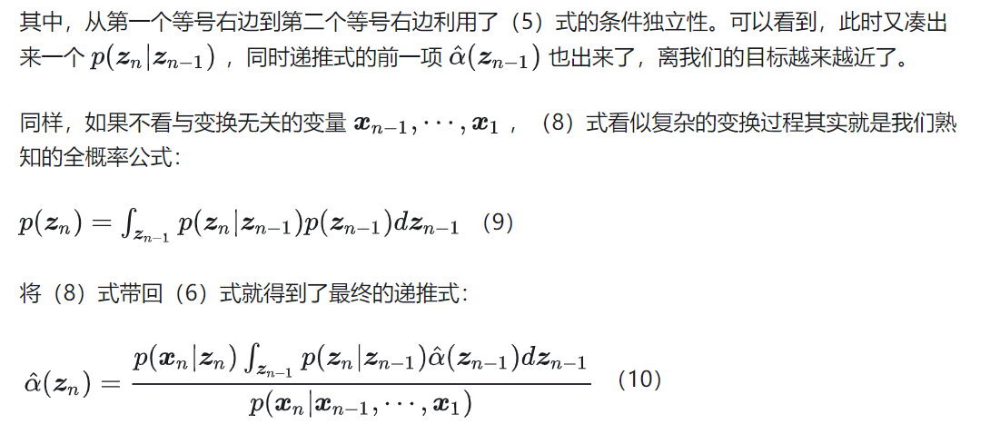 其中，从第一个等号右边到第二个等号右边利用了（5）式的条件独立性。可以看到，此时又凑出
来一个 $p(\boldsymbol{z}_n|\boldsymbol{z}_{n-1})$ ，同时递推式的前一项 $\hat{\alpha}(\boldsymbol{z}_{n-1})$ 也出来了，离我们的目标越来越近了。
同样，如果不看与变换无关的变量 $\boldsymbol{x}_{n-1},\cdots,\boldsymbol{x}_1$ ，（8）式看似复杂的变换过程其实就是我们熟
知的全概率公式：
$p(\boldsymbol{z}_n)=\int_{\boldsymbol{z}_{n-1}} p(\boldsymbol{z}_n|\boldsymbol{z}_{n-1})p(\boldsymbol{z}_{n-1})d\boldsymbol{z}_{n-1}$ （9）
将（8）式带回（6）式就得到了最终的递推式：
$\hat{\alpha}(\boldsymbol{z}_n)=\frac{p(\boldsymbol{x}_n|\boldsymbol{z}_n)\int_{\boldsymbol{z}_{n-1}} p(\boldsymbol{z}_n|\boldsymbol{z}_{n-1})\hat{\alpha}(\boldsymbol{z}_{n-1})d\boldsymbol{z}_{n-1}}{p(\boldsymbol{x}_n|\boldsymbol{x}_{n-1},\cdots,\boldsymbol{x}_1)}$ （10）